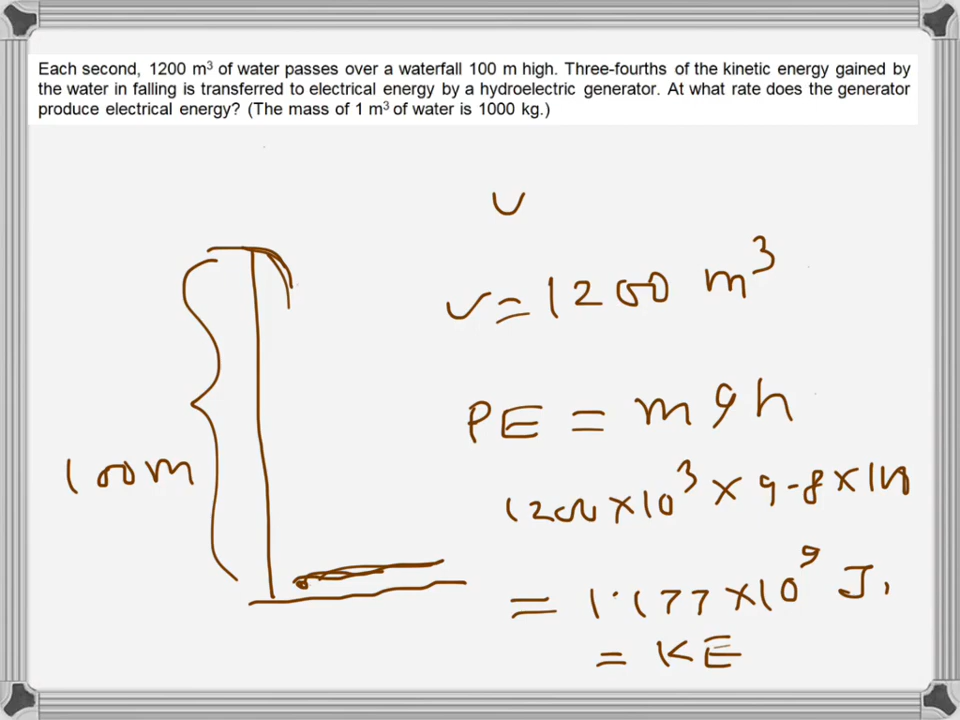 Each second, 1200 m³ of water passes over a waterfall 100 m high. Three-fourths of the kinetic energy gained by
the water in falling is transferred to electrical energy by a hydroelectric generator. At what rate does the generator
produce electrical energy? (The mass of 1 m³ of water is 1000 kg.)
v
v = 1200 m³
PE = mgh
100m
1200 × 10³ × 9.8 × 100
= 1.177 × 10⁹ J,
= KE